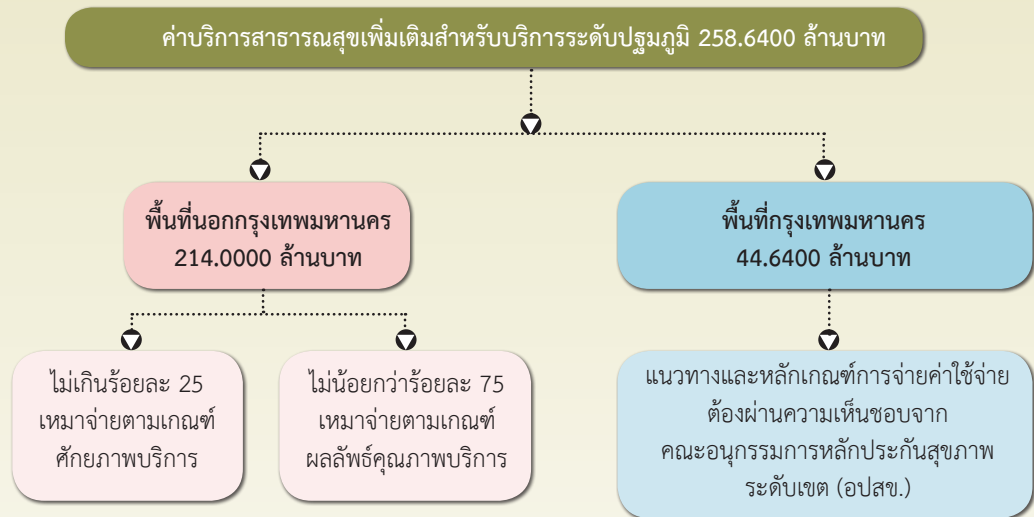 ค่าบริการสาธารณสุขเพิ่มเติมสำหรับบริการระดับปฐมภูมิ 258.6400 ล้านบาท
พื้นที่นอกกรุงเทพมหานคร
214.0000 ล้านบาท
พื้นที่กรุงเทพมหานคร
44.6400 ล้านบาท
ไม่เกินร้อยละ 25
เหมาจ่ายตามเกณฑ์
ศักยภาพบริการ
ไม่น้อยกว่าร้อยละ 75
เหมาจ่ายตามเกณฑ์
ผลลัพธ์คุณภาพบริการ
แนวทางและหลักเกณฑ์การจ่ายค่าใช้จ่าย
ต้องผ่านความเห็นชอบจาก
คณะอนุกรรมการหลักประกันสุขภาพ
ระดับเขต (อปสข.)